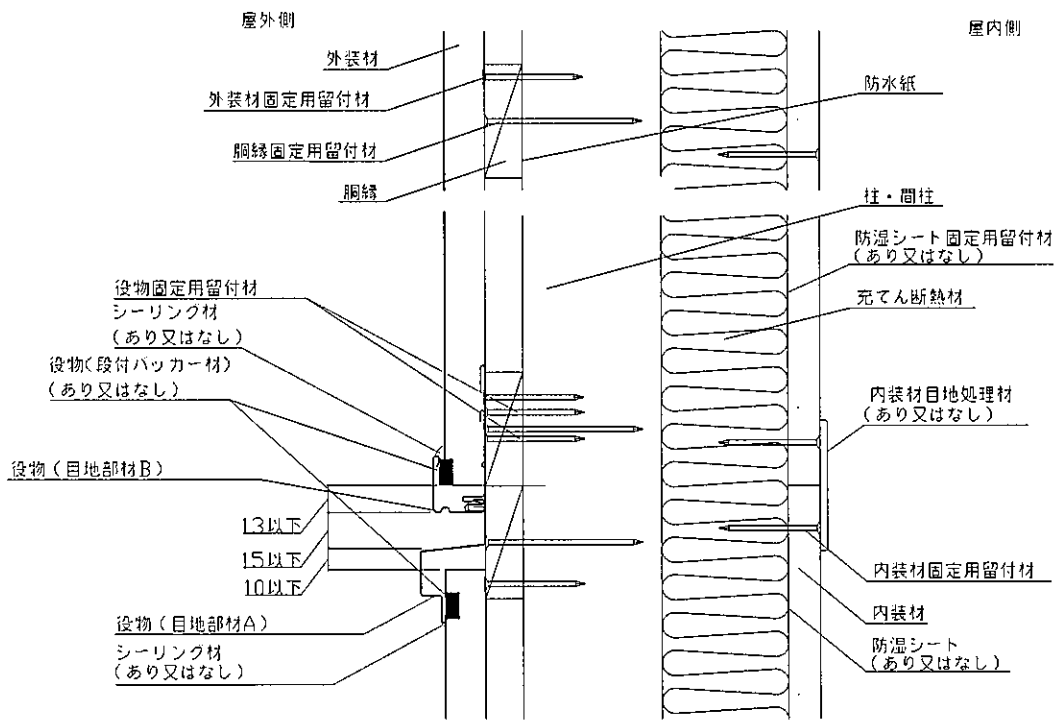 屋外側
屋内側
外装材
外装材固定用留付材
胴縁固定用留付材
胴縁
防水紙
柱・間柱
防湿シート固定用留付材
(あり又はなし)
充てん断熱材
役物固定用留付材
シーリング材
(あり又はなし)
役物(段付バッカー材)
(あり又はなし)
役物(目地部材B)
13以下
15以下
10以下
役物(目地部材A)
シーリング材
(あり又はなし)
内装材目地処理材
(あり又はなし)
内装材固定用留付材
内装材
防湿シート
(あり又はなし)